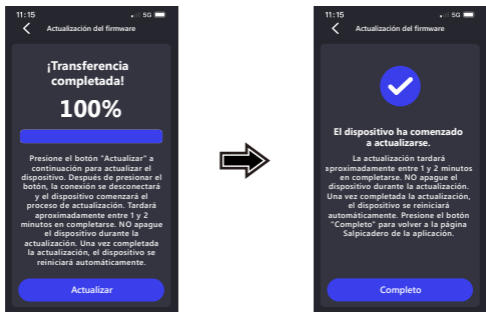 11:15
5G
Actualización del firmware
¡Transferencia
completada!
100%
Presione el botón "Actualizar" a
continuación para actualizar el
dispositivo. Después de presionar el
botón, la conexión se desconectará
y el dispositivo comenzará el
proceso de actualización. Tardará
aproximadamente entre 1 y 2
minutos en completarse. NO apague
el dispositivo durante la
actualización. Una vez completada
la actualización, el dispositivo se
reiniciará automáticamente.
Actualizar
11:15
5G
Actualización del firmware
El dispositivo ha comenzado
a actualizarse.
La actualización tardará
aproximadamente entre 1 y 2 minutos
en completarse. NO apague el
dispositivo durante la actualización.
Una vez completada la actualización,
el dispositivo se reiniciará
automáticamente. Presione el botón
"Completo" para volver a la página
Salpicadero de la aplicación.
Completo